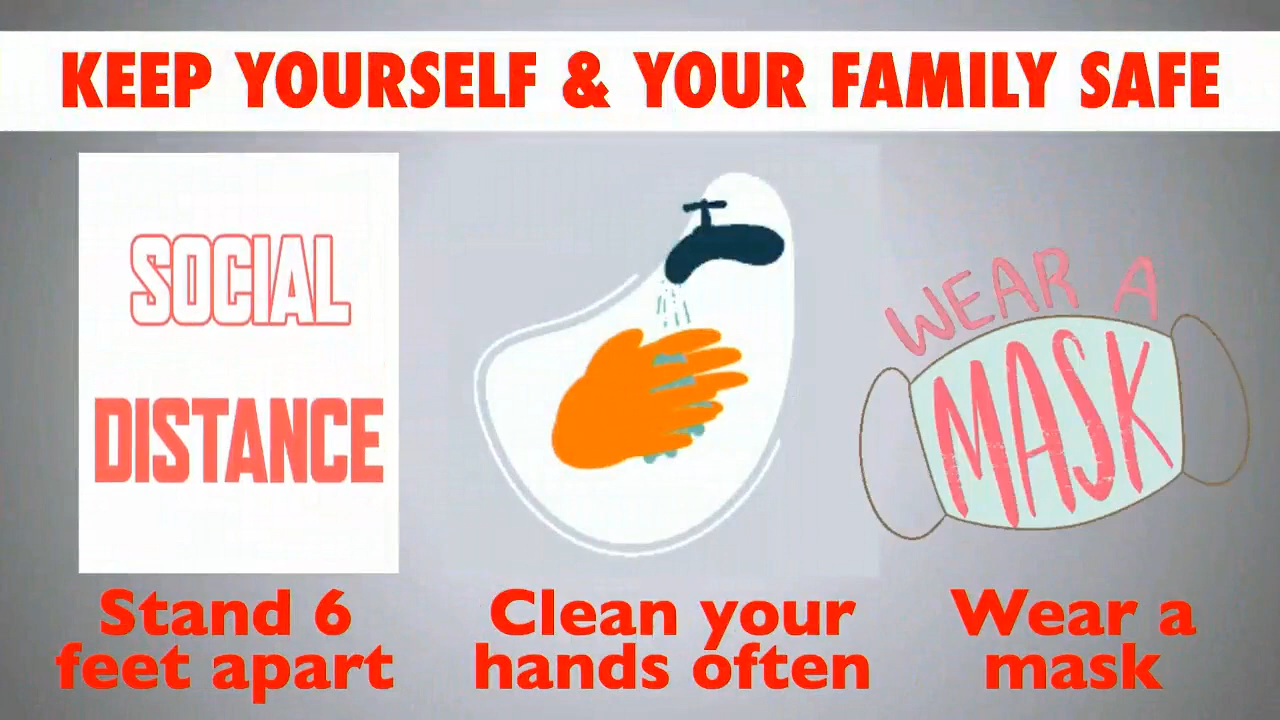 KEEP YOURSELF & YOUR FAMILY SAFE
SOCIAL
DISTANCE
Stand 6
feet apart
Clean your
hands often
WEAR A
MASK
Wear a
mask